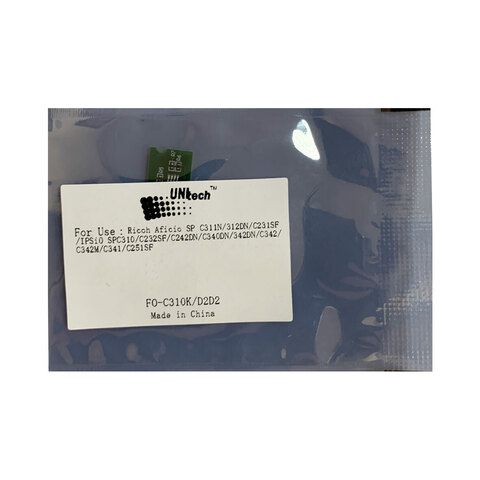 UNItech™
For Use : Ricoh Aficio SP C311N/312DN/C231SF
/IPSiO SPC310/C232SF/C242DN/C340DN/342DN/C342/
C342M/C341/C251SF
FO-C310K/D2D2
Made in China